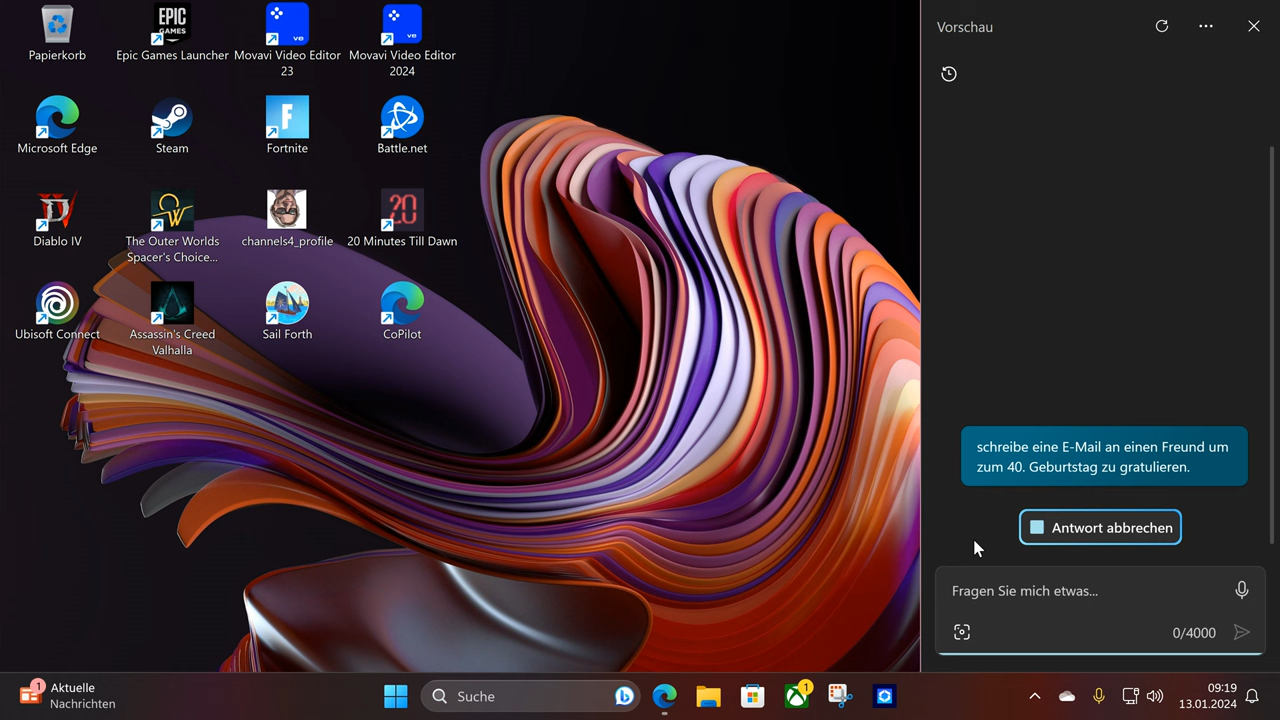 Papierkorb
EPIC
GAMES
Epic Games Launcher
ve
Movavi Video Editor
23
ve
Movavi Video Editor
2024
Microsoft Edge
Steam
F
Fortnite
Battle.net
Diablo IV
OW
The Outer Worlds
Spacer's Choice...
channels4_profile
20
20 Minutes Till Dawn
Ubisoft Connect
Assassin's Creed
Valhalla
Sail Forth
CoPilot
Vorschau
schreibe eine E-Mail an einen Freund um
zum 40. Geburtstag zu gratulieren.
Antwort abbrechen
Fragen Sie mich etwas...
0/4000
1
Aktuelle
Nachrichten
Suche
1
09:19
13.01.2024